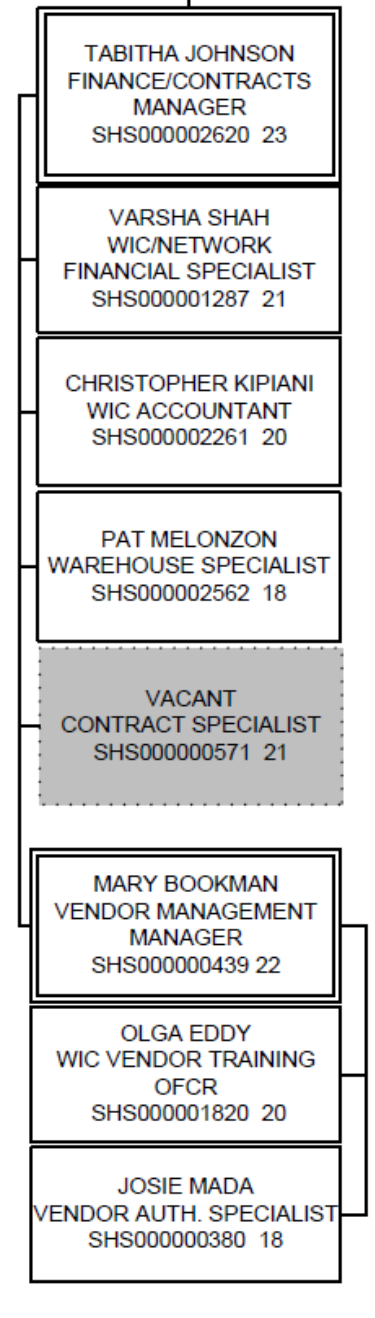 TABITHA JOHNSON
FINANCE/CONTRACTS
MANAGER
SHS000002620 23
VARSHA SHAH
WIC/NETWORK
FINANCIAL SPECIALIST
SHS000001287 21
CHRISTOPHER KIPIANI
WIC ACCOUNTANT
SHS000002261 20
PAT MELONZON
WAREHOUSE SPECIALIST
SHS000002562 18
VACANT
CONTRACT SPECIALIST
SHS000000571 21
MARY BOOKMAN
VENDOR MANAGEMENT
MANAGER
SHS000000439 22
OLGA EDDY
WIC VENDOR TRAINING
OFCR
SHS000001820 20
JOSIE MADA
VENDOR AUTH. SPECIALIST
SHS000000380 18